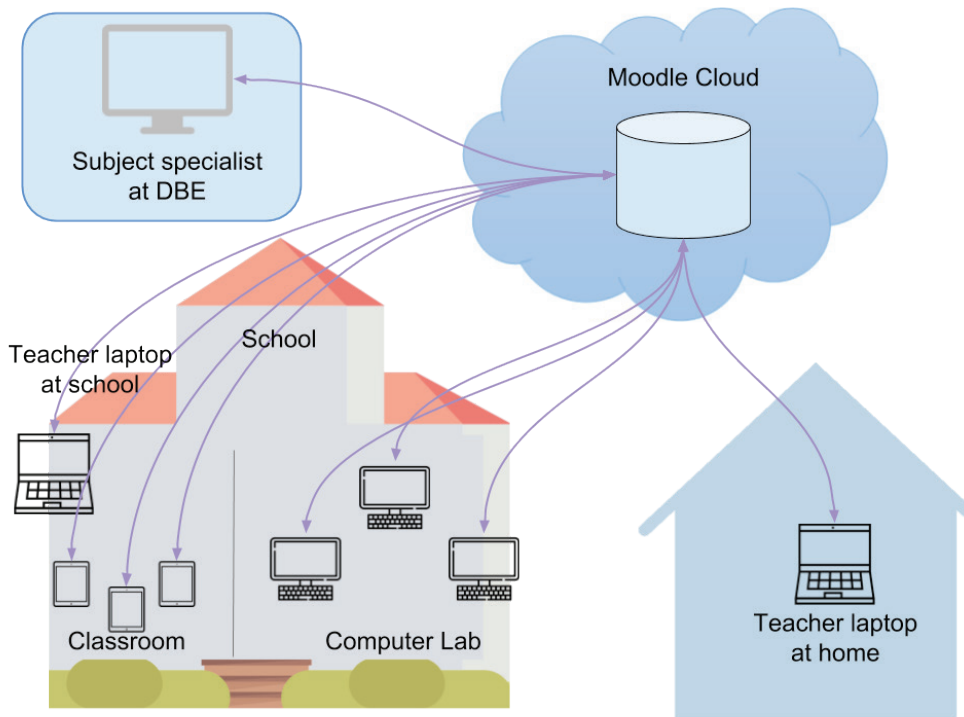 Moodle Cloud
Subject specialist
at DBE
School
Teacher laptop
at school
Classroom
Computer Lab
Teacher laptop
at home